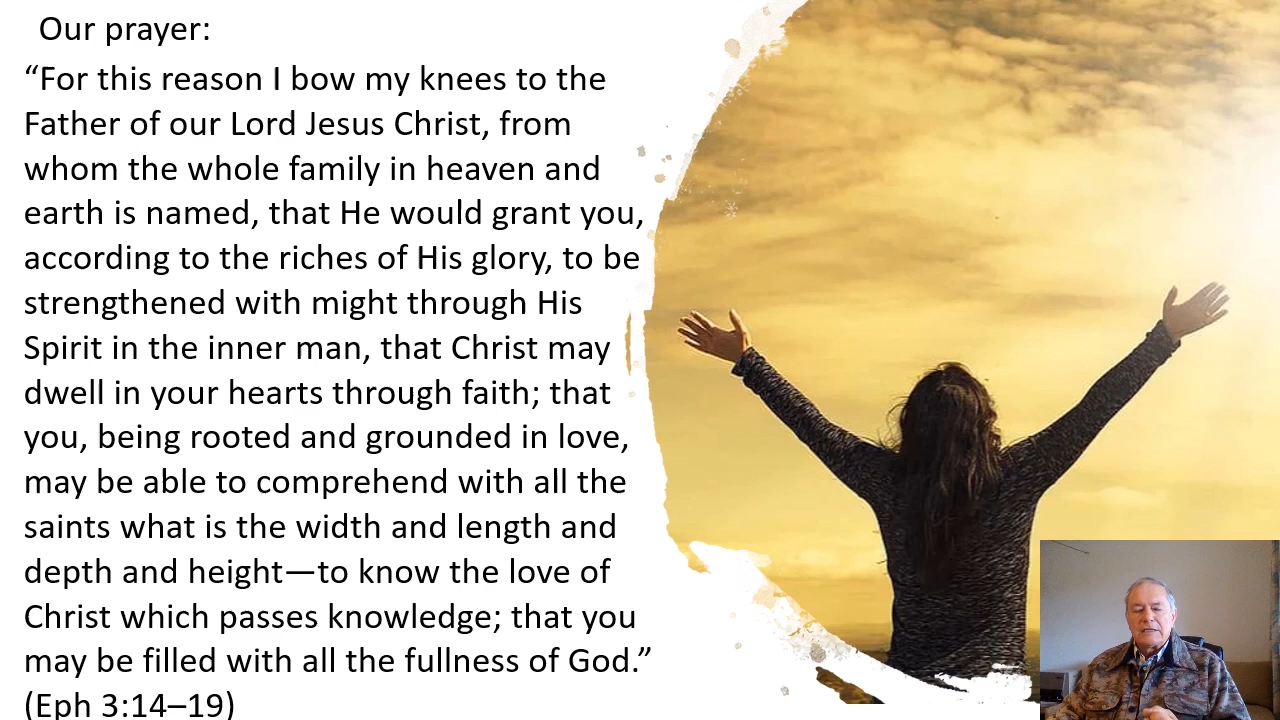 Our prayer:
“For this reason I bow my knees to the
Father of our Lord Jesus Christ, from
whom the whole family in heaven and
earth is named, that He would grant you,
according to the riches of His glory, to be
strengthened with might through His
Spirit in the inner man, that Christ may
dwell in your hearts through faith; that
you, being rooted and grounded in love,
may be able to comprehend with all the
saints what is the width and length and
depth and height—to know the love of
Christ which passes knowledge; that you
may be filled with all the fullness of God.”
(Eph 3:14–19)